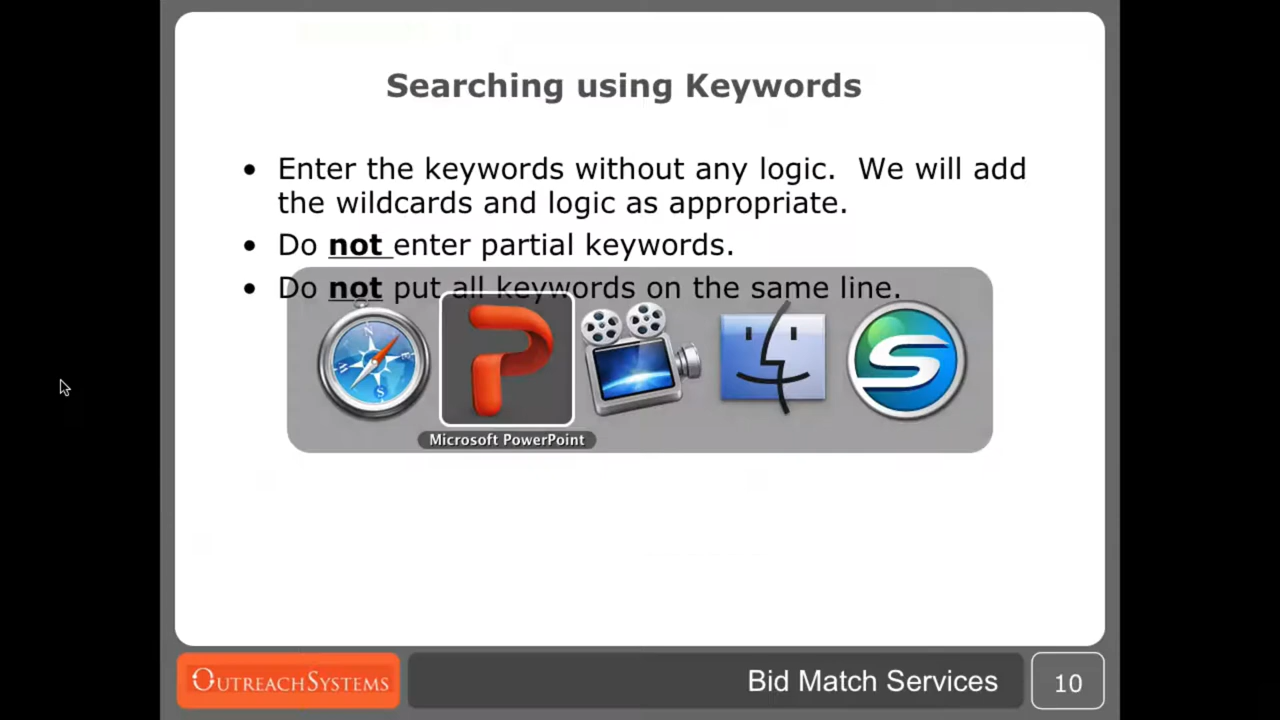 Searching using Keywords
• Enter the keywords without any logic. We will add
the wildcards and logic as appropriate.
• Do not enter partial keywords.
• Do not put all keywords on the same line.
Microsoft PowerPoint
OUTREACHSYSTEMS
Bid Match Services
10